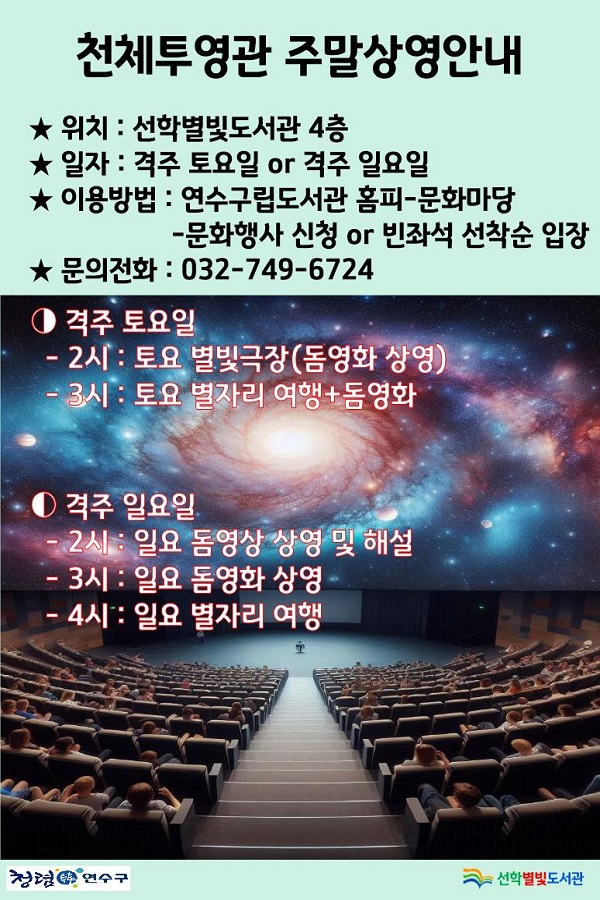 천체투영관 주말상영안내
★ 위치 : 선학별빛도서관 4층
★ 일자 : 격주 토요일 or 격주 일요일
★ 이용방법 : 연수구립도서관 홈피-문화마당
-문화행사 신청 or 빈좌석 선착순 입장
★ 문의전화 : 032-749-6724
◑ 격주 토요일
- 2시 : 토요 별빛극장(돔영화 상영)
- 3시 : 토요 별자리 여행+돔영화
◐ 격주 일요일
- 2시 : 일요 돔영상 상영 및 해설
- 3시 : 일요 돔영화 상영
- 4시 : 일요 별자리 여행
청렴 연수구
선학별빛도서관